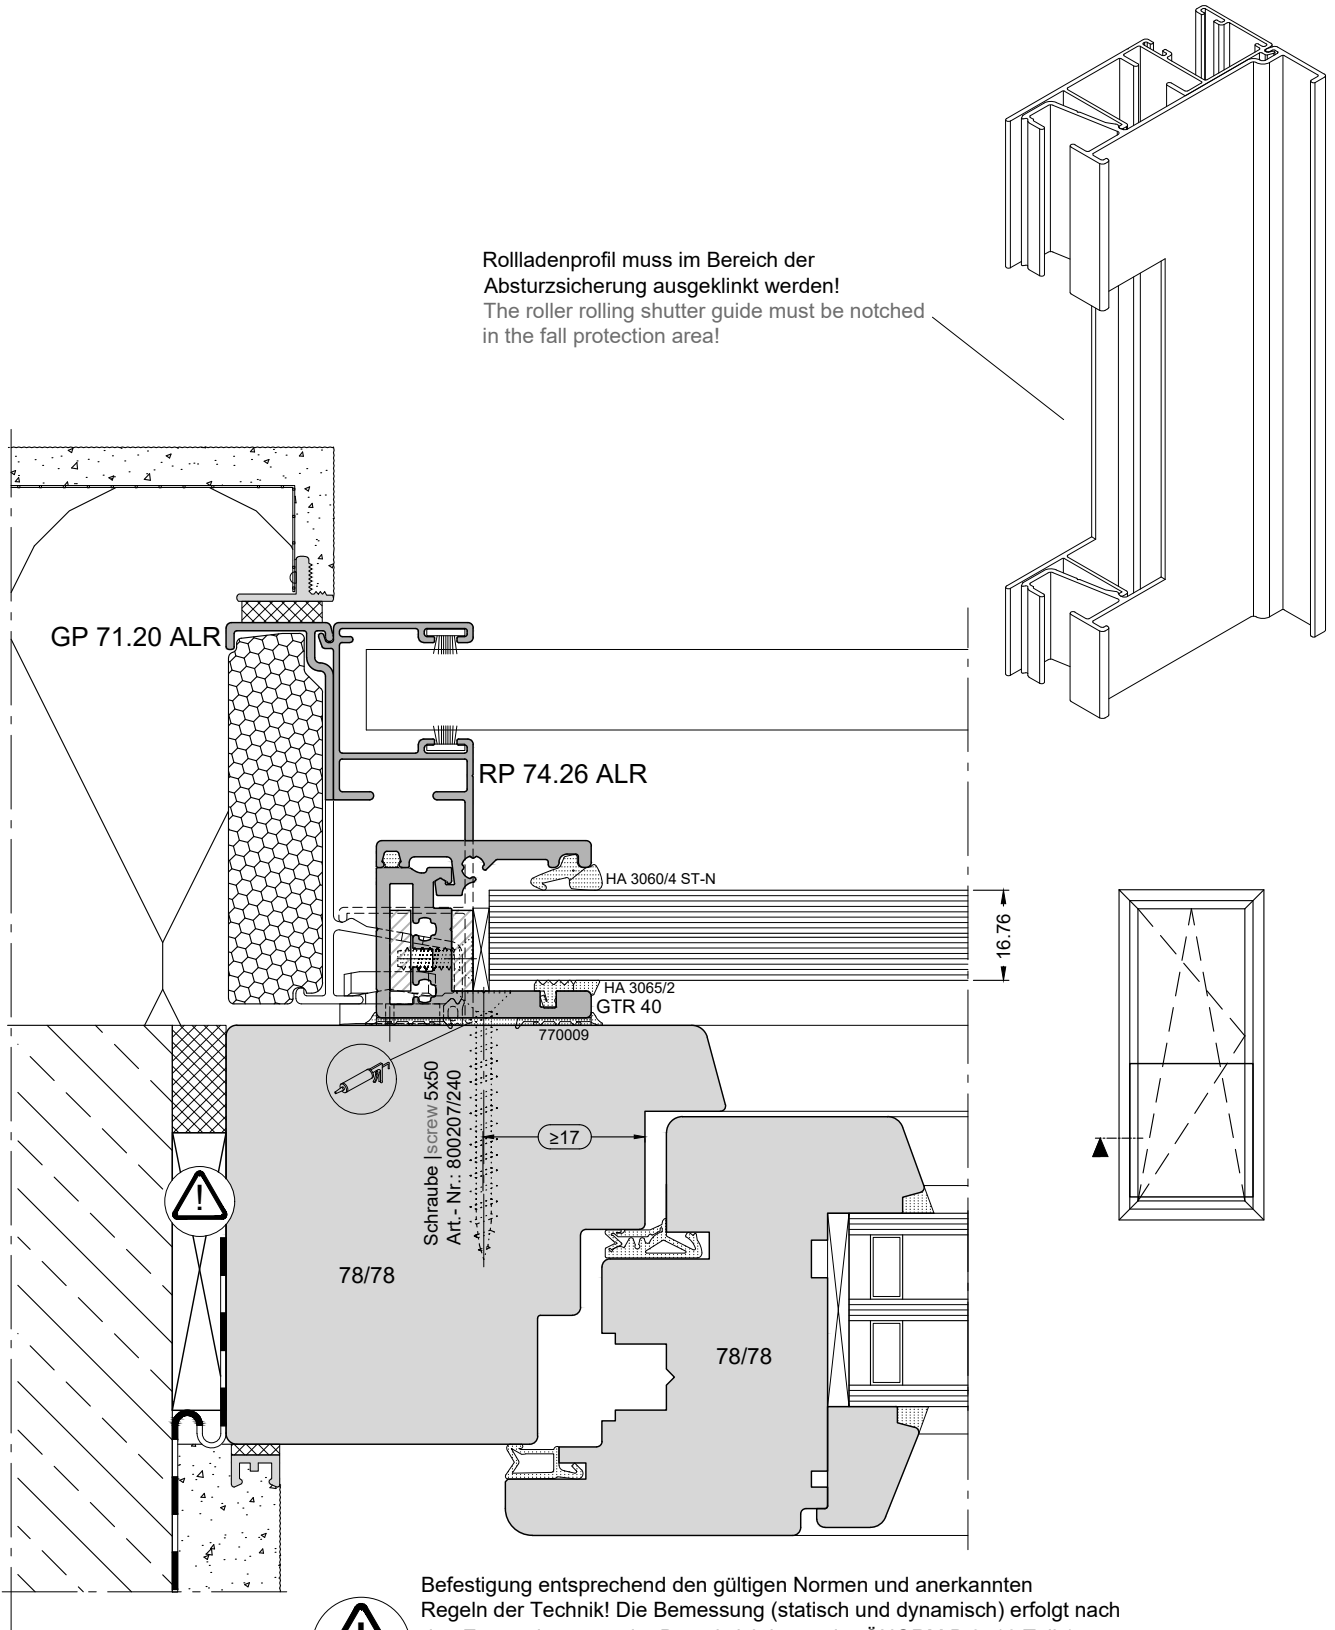 Rollladenprofil muss im Bereich der
Absturzsicherung ausgeklinkt werden!
The roller rolling shutter guide must be notched
in the fall protection area!
GP 71.20 ALR
RP 74.26 ALR
HA 3060/4 ST-N
16.76
HA 3065/2
GTR 40
770009
Schraube |screw 5x50
Art.- Nr.: 800207/240
≥17
78/78
78/78
Befestigung entsprechend den gültigen Normen und anerkannten
Regeln der Technik! Die Bemessung (statisch und dynamisch) erfolgt nach